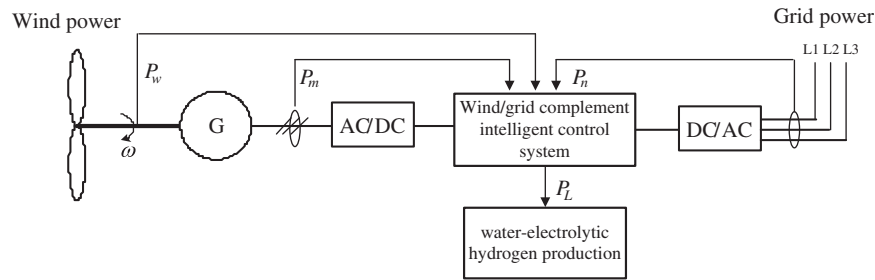 Wind power
Grid power
L1 L2 L3
P_w
P_m
P_n
G
AC/DC
Wind/grid complement
intelligent control
system
DC/AC
ω
P_L
water-electrolytic
hydrogen production